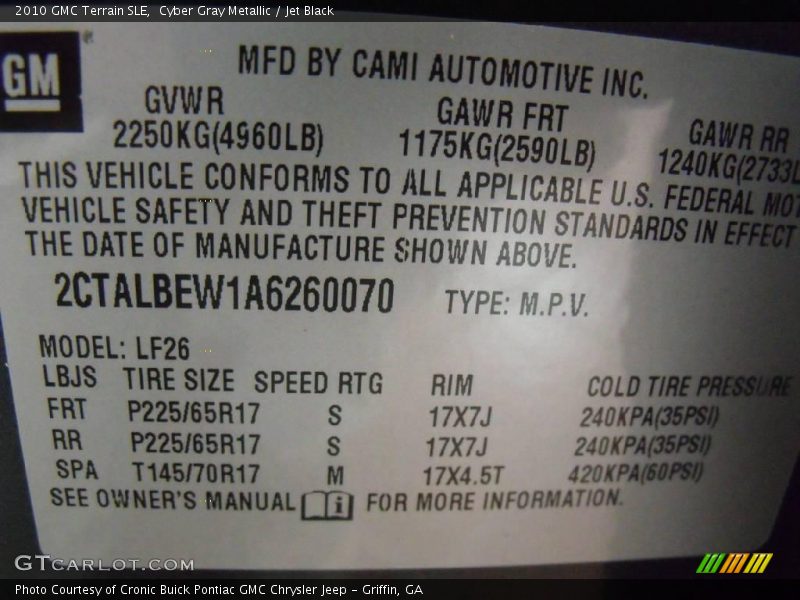 2010 GMC Terrain SLE,  Cyber Gray Metallic / Jet Black
GM
MFD BY CAMI AUTOMOTIVE INC.
GVWR GAWR FRT GAWR RR
2250KG(4960LB) 1175KG(2590LB) 1240KG(2733L
THIS VEHICLE CONFORMS TO ALL APPLICABLE U.S. FEDERAL MOT
VEHICLE SAFETY AND THEFT PREVENTION STANDARDS IN EFFECT
THE DATE OF MANUFACTURE SHOWN ABOVE.
2CTALBEW1A6260070 TYPE: M.P.V.
MODEL: LF26
LBJS TIRE SIZE SPEED RTG RIM COLD TIRE PRESSURE
FRT P225/65R17 S 17X7J 240KPA(35PSI)
RR P225/65R17 S 17X7J 240KPA(35PSI)
SPA T145/70R17 M 17X4.5T 420KPA(60PSI)
SEE OWNER'S MANUAL i FOR MORE INFORMATION.
GTCARLOT.COM
Photo Courtesy of Cronic Buick Pontiac GMC Chrysler Jeep - Griffin, GA